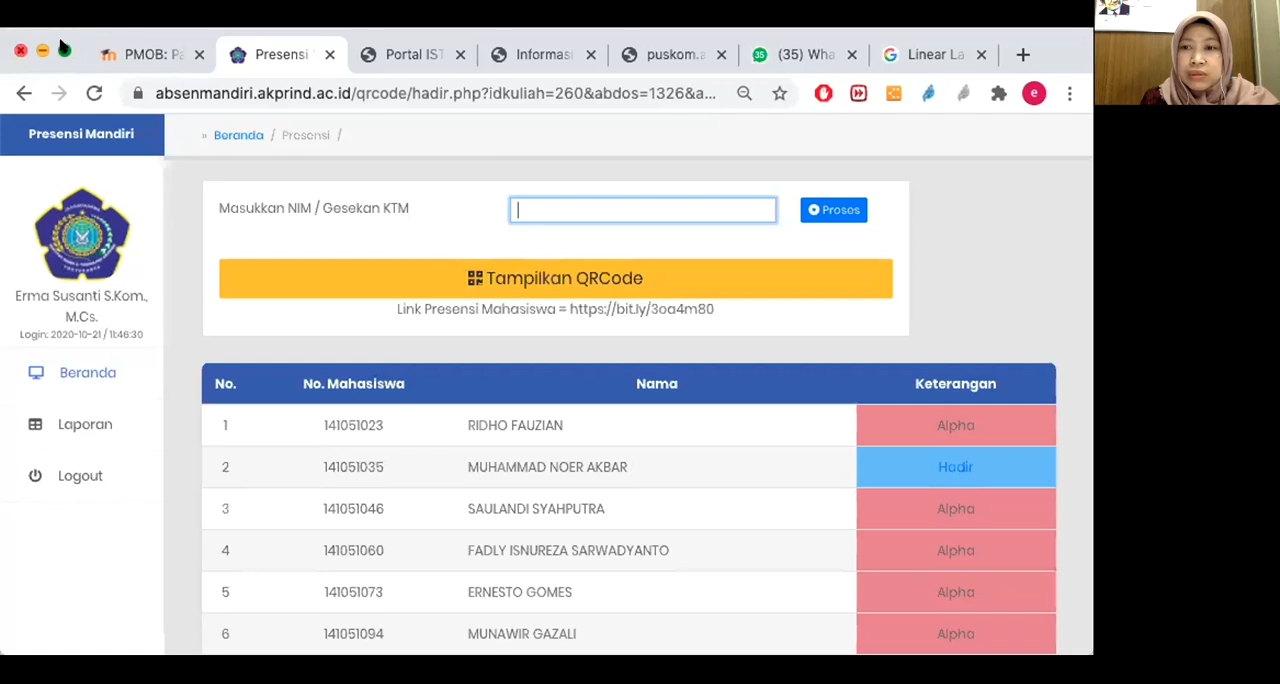 PMOB: Pa
Presensi
Portal IST
Informasi
puskom.a
(35) Wha
Linear La
absenmandiri.akprind.ac.id/qrcode/hadir.php?idkuliah=260&abdos=1326&a...
e
Presensi Mandiri
» Beranda / Presensi /
Masukkan NIM / Gesekan KTM
Proses
Tampilkan QRCode
Link Presensi Mahasiswa = https://bit.ly/3oa4m80
Erma Susanti S.Kom.,
M.Cs.
Login: 2020-10-21 / 11:46:30
Beranda
Laporan
Logout
No. No. Mahasiswa Nama Keterangan
1 141051023 RIDHO FAUZIAN Alpha
2 141051035 MUHAMMAD NOER AKBAR Hadir
3 141051046 SAULANDI SYAHPUTRA Alpha
4 141051060 FADLY ISNUREZA SARWADYANTO Alpha
5 141051073 ERNESTO GOMES Alpha
6 141051094 MUNAWIR GAZALI Alpha